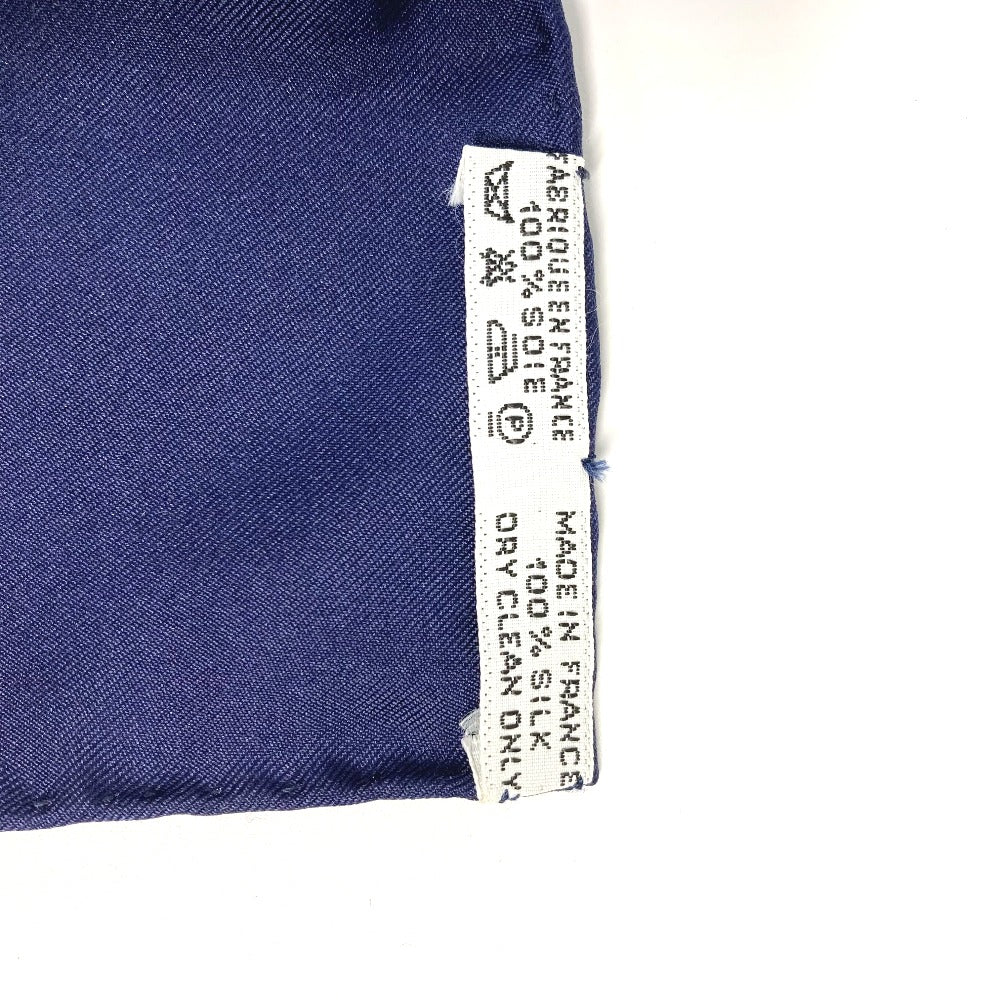 FABRIQUE EN FRANCE
100% SOIE
P
MADE IN FRANCE
100% SILK
DRY CLEAN ONLY